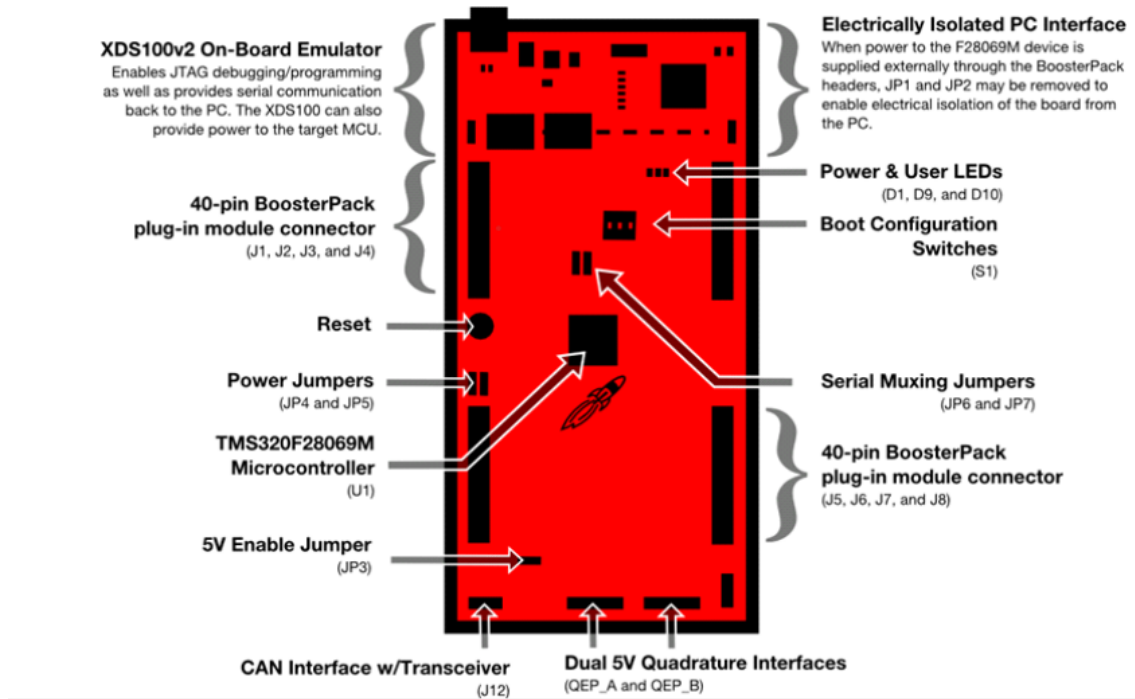 XDS100v2 On-Board Emulator
Enables JTAG debugging/programming
as well as provides serial communication
back to the PC. The XDS100 can also
provide power to the target MCU.
40-pin BoosterPack
plug-in module connector
(J1, J2, J3, and J4)
Reset
Power Jumpers
(JP4 and JP5)
TMS320F28069M
Microcontroller
(U1)
5V Enable Jumper
(JP3)
CAN Interface w/Transceiver
(J12)
Dual 5V Quadrature Interfaces
(QEP_A and QEP_B)
Electrically Isolated PC Interface
When power to the F28069M device is
supplied externally through the BoosterPack
headers, JP1 and JP2 may be removed to
enable electrical isolation of the board from
the PC.
Power & User LEDs
(D1, D9, and D10)
Boot Configuration
Switches
(S1)
Serial Muxing Jumpers
(JP6 and JP7)
40-pin BoosterPack
plug-in module connector
(J5, J6, J7, and J8)